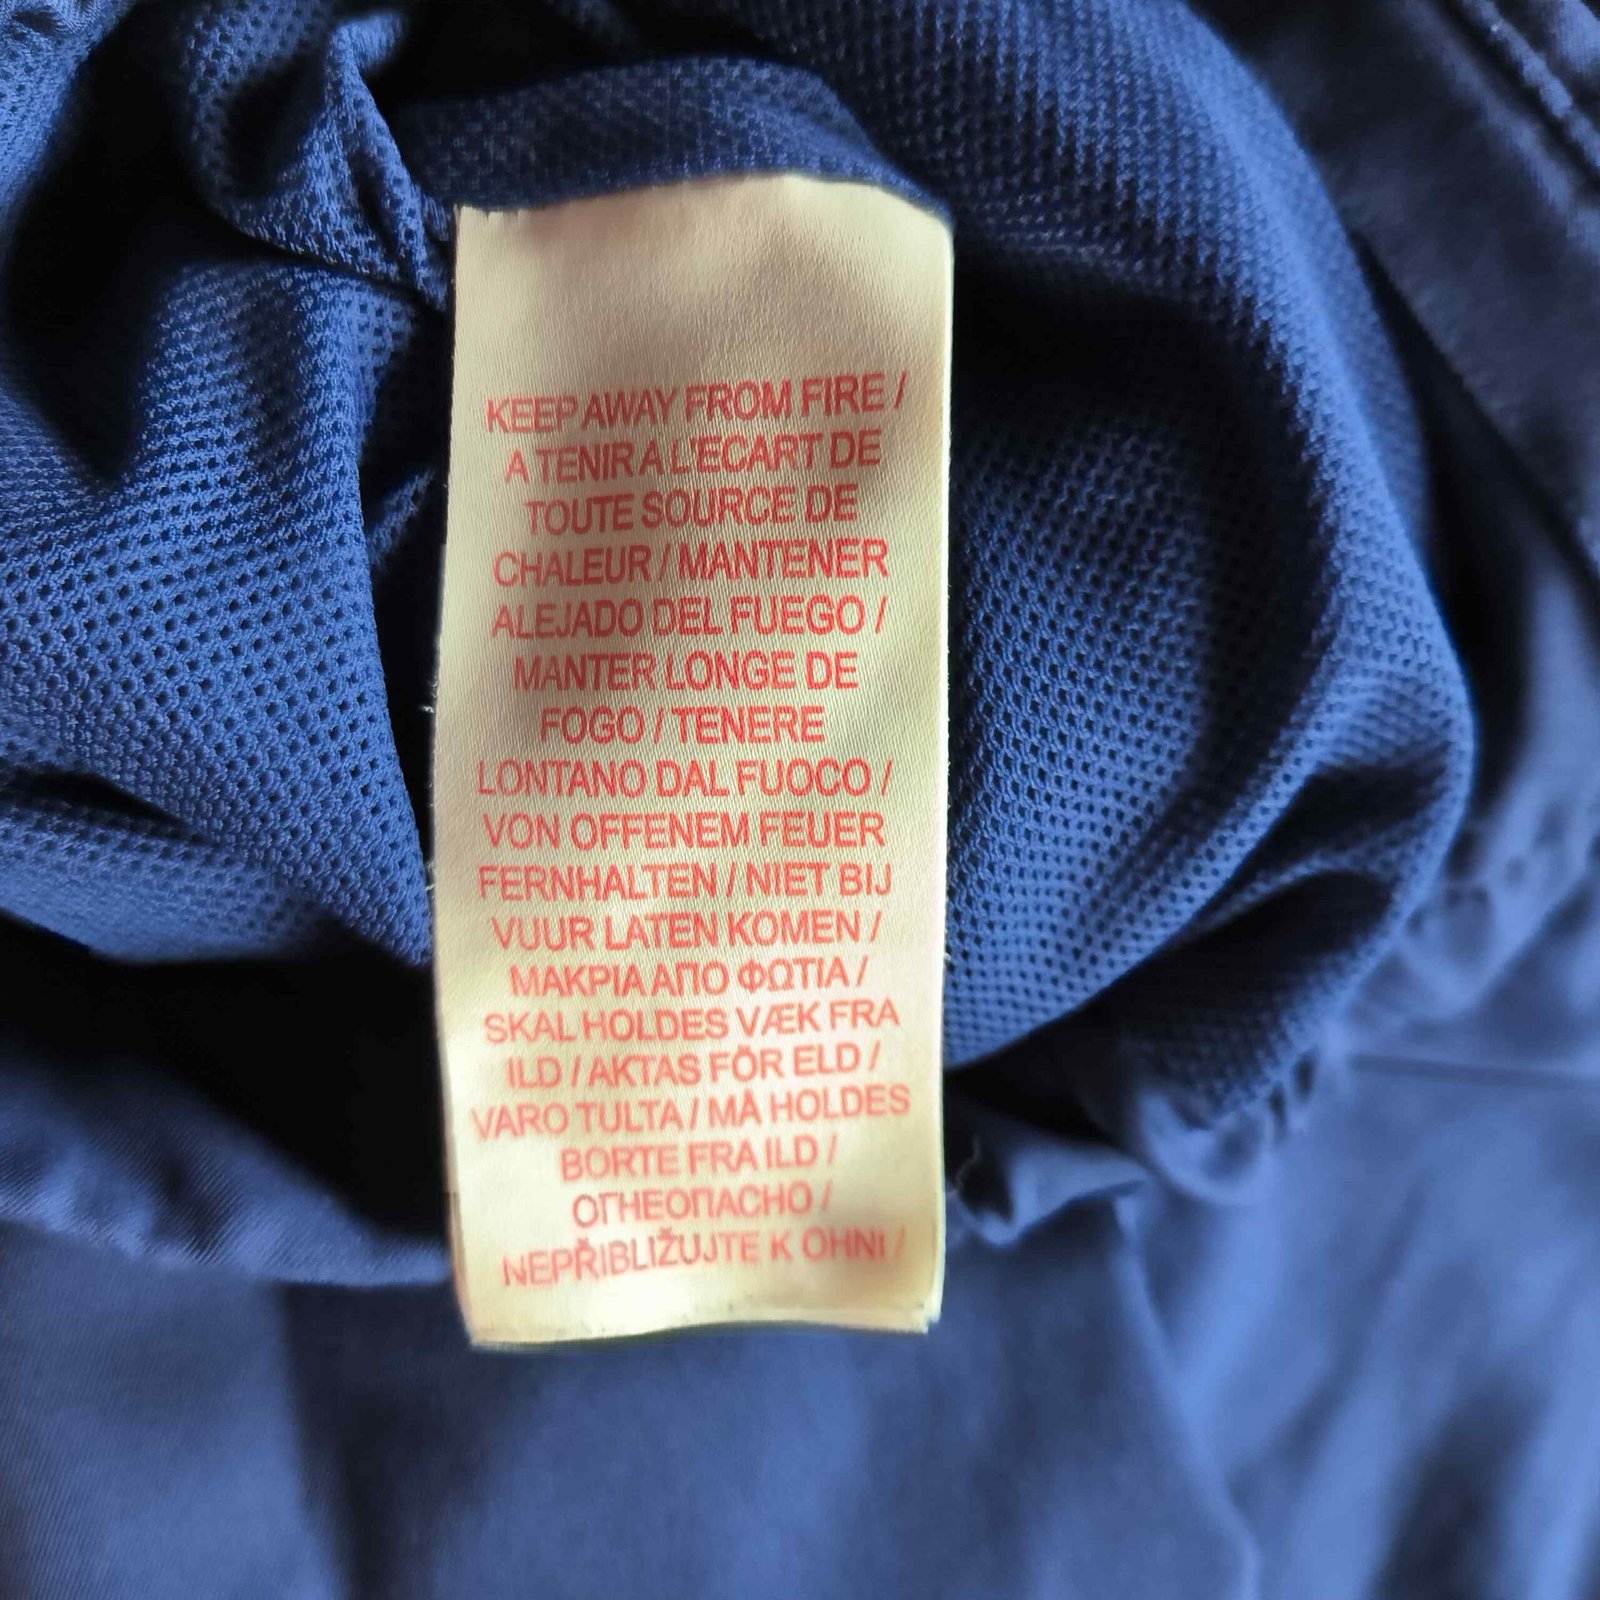 KEEP AWAY FROM FIRE /
A TENIR A L'ECART DE
TOUTE SOURCE DE
CHALEUR / MANTENER
ALEJADO DEL FUEGO /
MANTER LONGE DE
FOGO / TENERE
LONTANO DAL FUOCO /
VON OFFENEM FEUER
FERNHALTEN / NIET BIJ
VUUR LATEN KOMEN /
ΜΑΚΡΙΑ ΑΠΟ ΦΩΤΙΑ /
SKAL HOLDES VÆK FRA
ILD / AKTAS FÖR ELD /
VARO TULTA / MÅ HOLDES
BORTE FRA ILD /
ОГНЕОПАСНО /
NEPŘIBLIŽUJTE K OHNI /